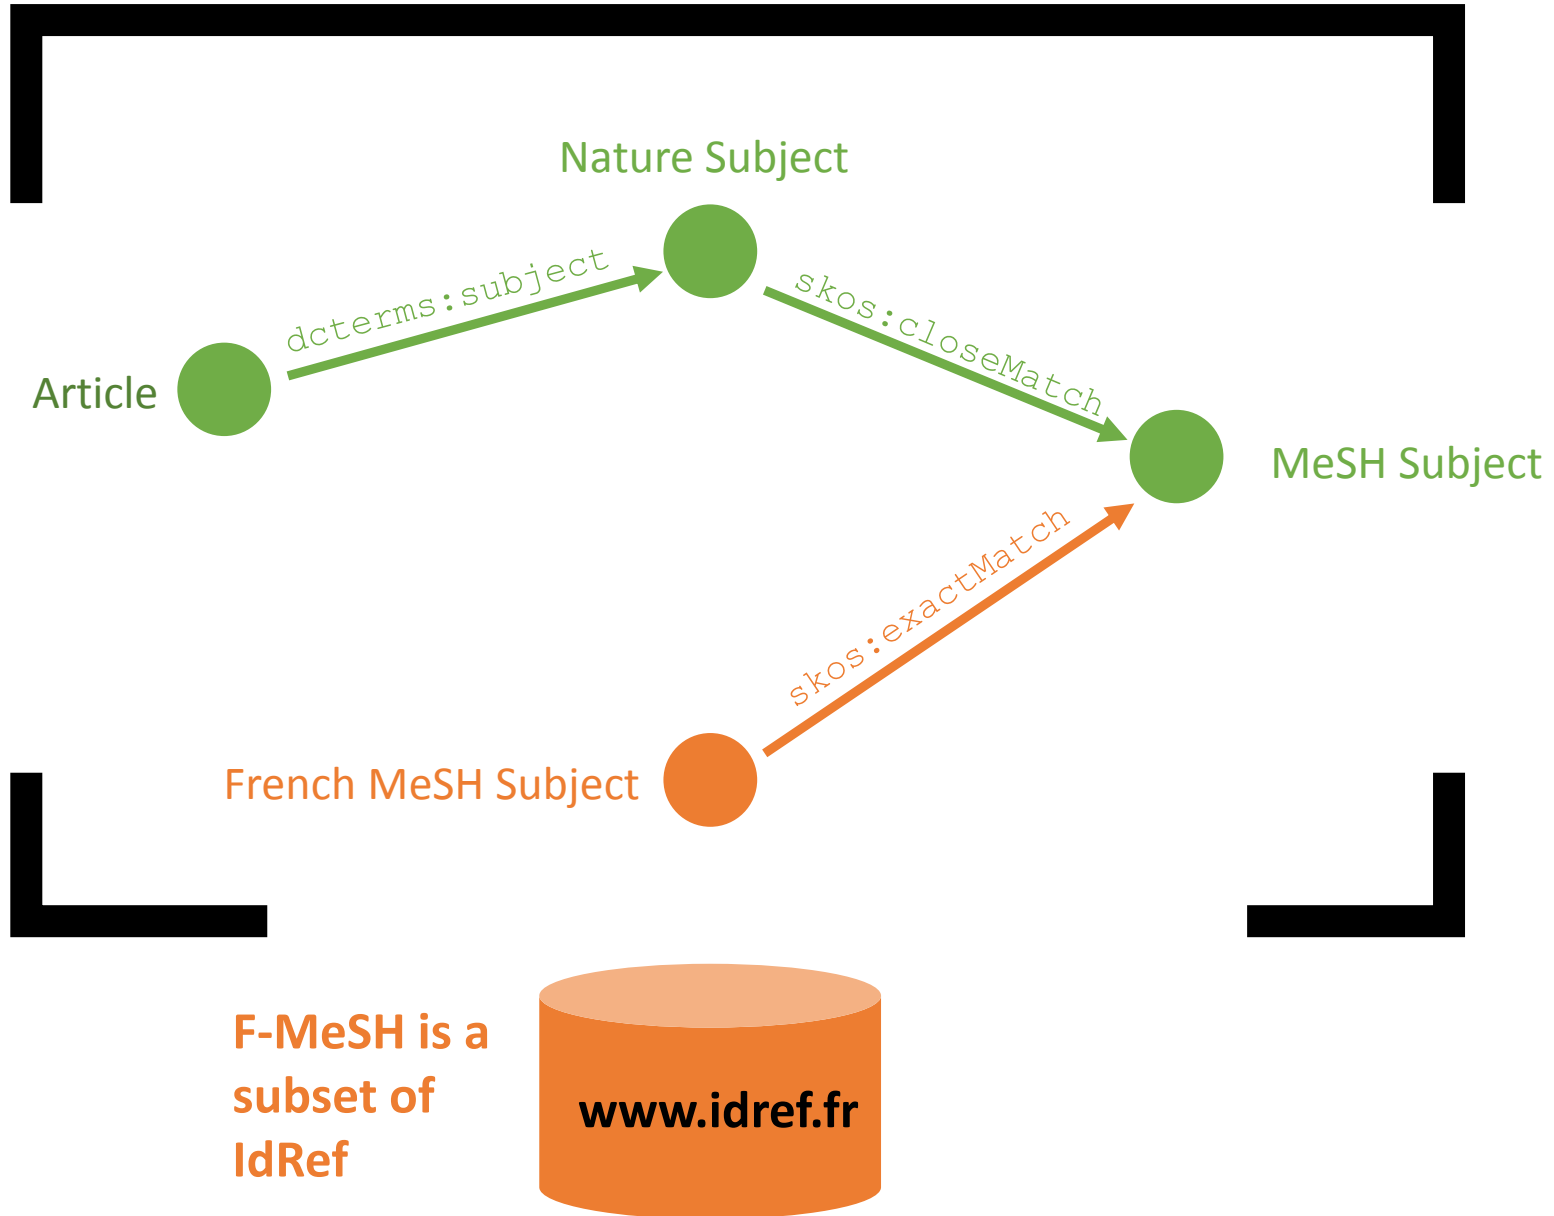 Nature Subject
dcterms:subject
skos:closeMatch
Article
MeSH Subject
skos:exactMatch
French MeSH Subject
F-MeSH is a
subset of
IdRef
www.idref.fr